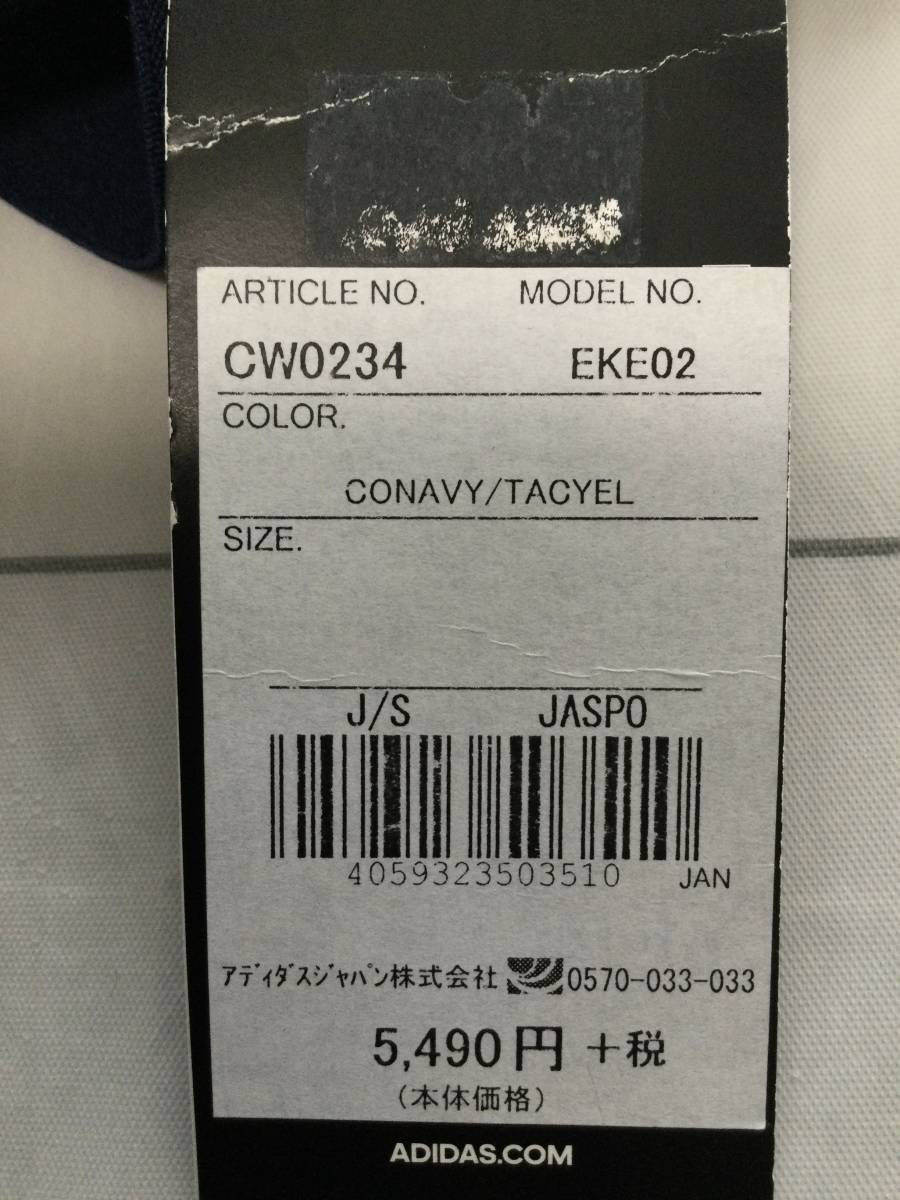 ARTICLE NO. MODEL NO.
CW0234 EKE02
COLOR.
CONAVY/TACYEL
SIZE.
J/S JASPO
4059323503510 JAN
アディダスジャパン株式会社 0570-033-033
5,490円 +税
(本体価格)
ADIDAS.COM